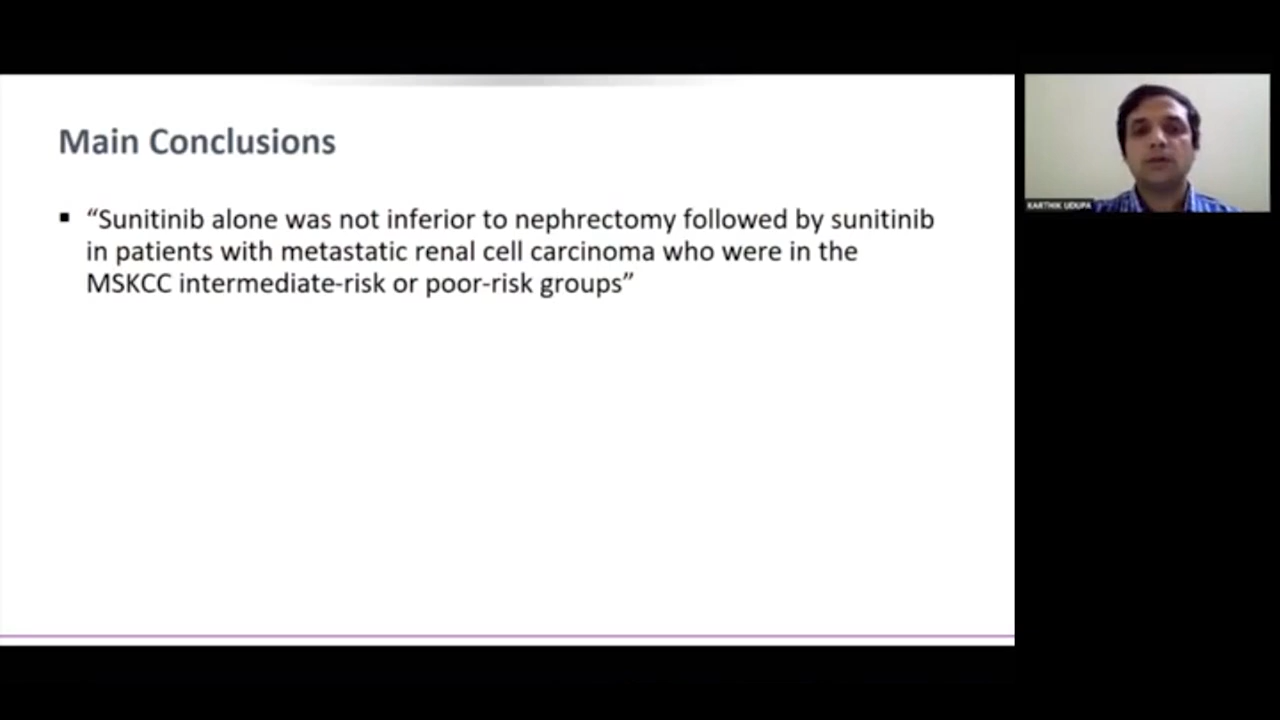 Main Conclusions
▪ “Sunitinib alone was not inferior to nephrectomy followed by sunitinib
in patients with metastatic renal cell carcinoma who were in the
MSKCC intermediate-risk or poor-risk groups”
KARTHIK UDUPA